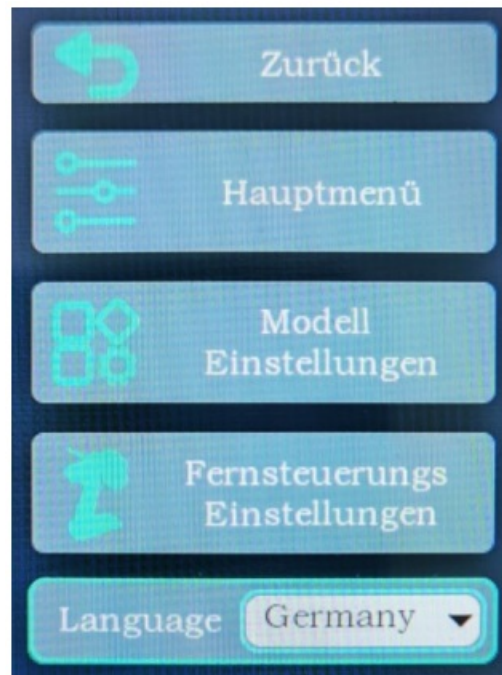 Zurück
Hauptmenü
Modell
Einstellungen
Fernsteuerungs
Einstellungen
Language Germany